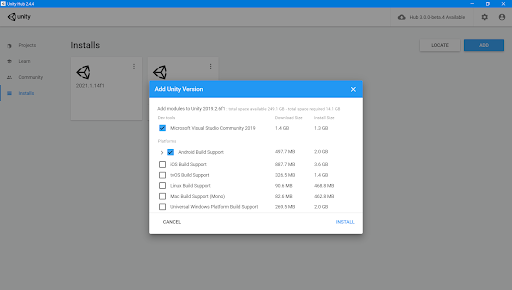 Unity Hub 2.4.4
unity
Hub 3.0.0-beta.4 Available
Projects
Learn
Community
Installs
Installs
LOCATE
ADD
2021.1.14f1
Add Unity Version
Add modules to Unity 2019.2.4f1 - total space available 249.1 GB - total space required 14.1 GB
Dev tools Download Size Install Size
Microsoft Visual Studio Community 2019 1.4 GB 1.3 GB
Platforms
Android Build Support 497.7 MB 2.0 GB
iOS Build Support 887.7 MB 3.6 GB
tvOS Build Support 326.5 MB 1.4 GB
Linux Build Support 90.6 MB 468.8 MB
Mac Build Support (Mono) 83.6 MB 462.8 MB
Universal Windows Platform Build Support 269.5 MB 2.0 GB
CANCEL
INSTALL